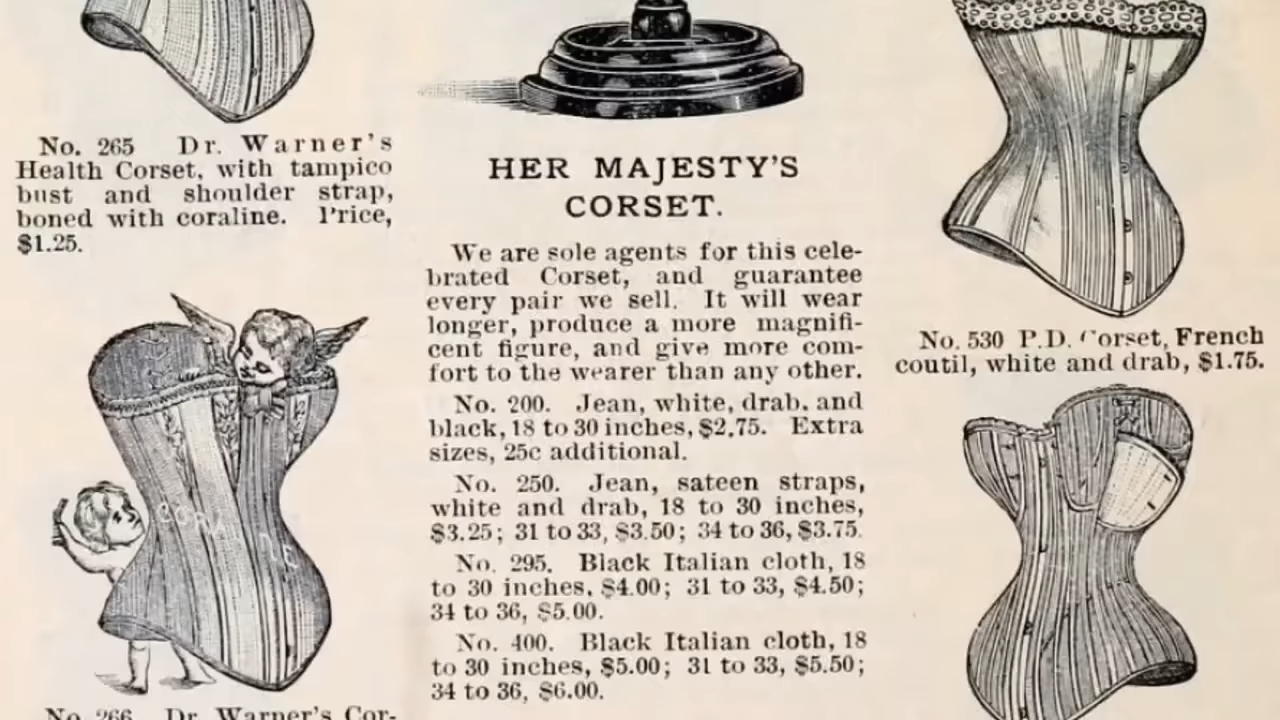 No. 265 Dr. Warner's
Health Corset, with tampico
bust and shoulder strap,
boned with coraline. Price,
$1.25.
CORALINE
No. 266 Dr. Warner's Cor-
HER MAJESTY'S
CORSET.
We are sole agents for this cele-
brated Corset, and guarantee
every pair we sell. It will wear
longer, produce a more magnifi-
cent figure, and give more com-
fort to the wearer than any other.
No. 200. Jean, white, drab, and
black, 18 to 30 inches, $2.75. Extra
sizes, 25c additional.
No. 250. Jean, sateen straps,
white and drab, 18 to 30 inches,
$3.25; 31 to 33, $3.50; 34 to 36, $3.75.
No. 295. Black Italian cloth, 18
to 30 inches, $4.00; 31 to 33, $4.50;
34 to 36, $5.00.
No. 400. Black Italian cloth, 18
to 30 inches, $5.00; 31 to 33, $5.50;
34 to 36, $6.00.
No. 530 P.D. Corset, French
coutil, white and drab, $1.75.